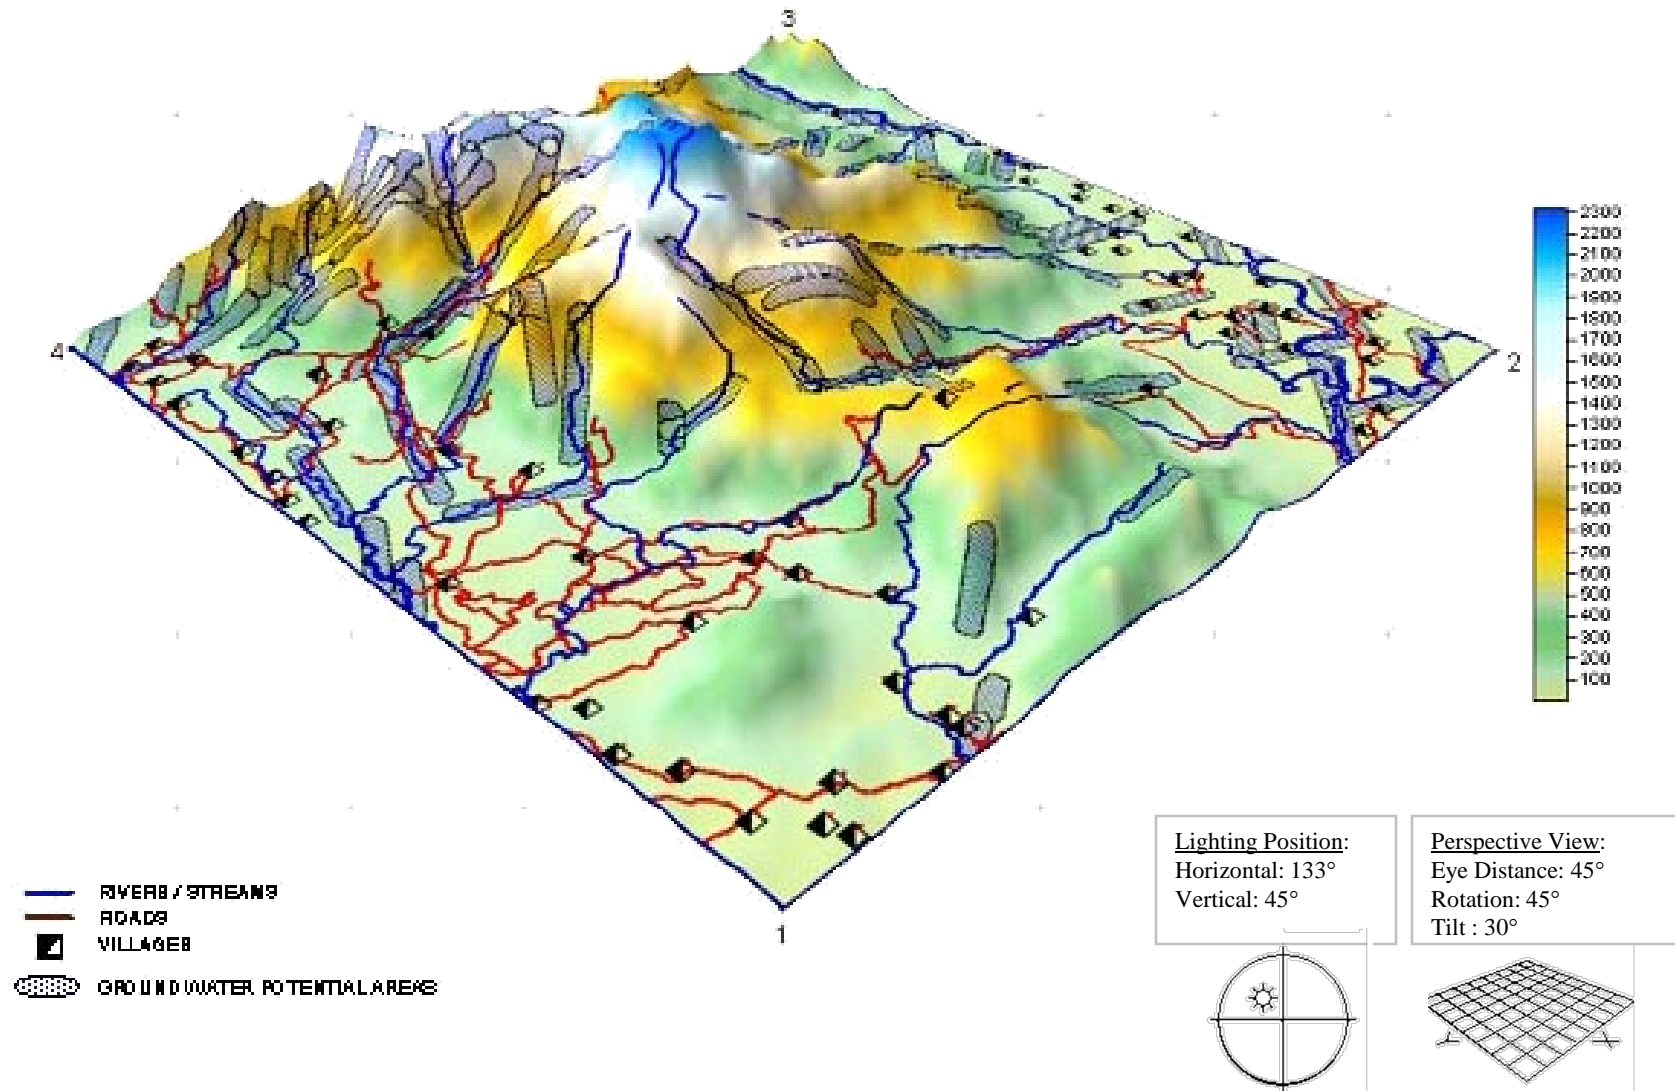 3
4
2
1
2300
2200
2100
2000
1900
1800
1700
1600
1500
1400
1300
1200
1100
1000
900
800
700
600
500
400
300
200
100
RIVERS / STREAMS
ROADS
VILLAGES
GROUND WATER POTENTIAL AREAS
Lighting Position:
Horizontal: 133°
Vertical: 45°
Perspective View:
Eye Distance: 45°
Rotation: 45°
Tilt : 30°